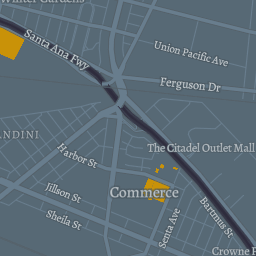 Winter Gardens
Santa Ana Fwy
Union Pacific Ave
Ferguson Dr
ANDINI
The Citadel Outlet Mall
Harbor St
Commerce
Jillson St
Sheila St
Senta Ave
Bartmus St
Crowne P